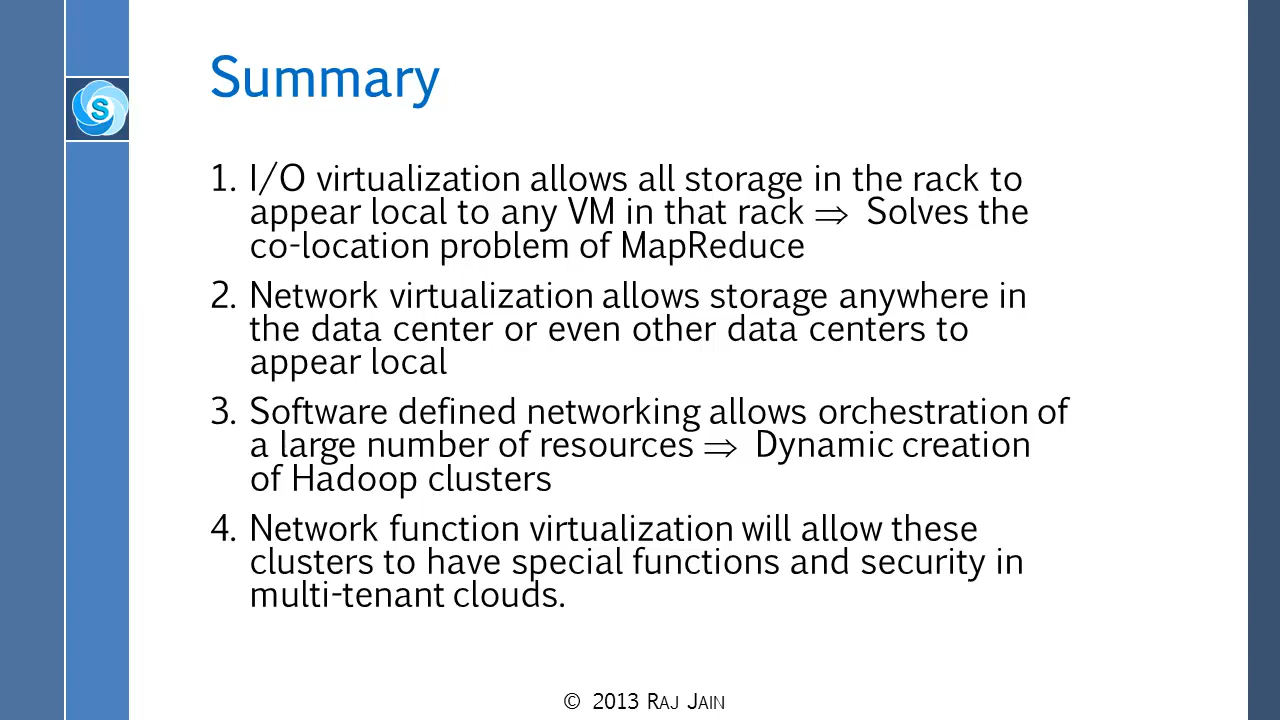 Summary
S
1. I/O virtualization allows all storage in the rack to
appear local to any VM in that rack ⇒ Solves the
co-location problem of MapReduce
2. Network virtualization allows storage anywhere in
the data center or even other data centers to
appear local
3. Software defined networking allows orchestration of
a large number of resources ⇒ Dynamic creation
of Hadoop clusters
4. Network function virtualization will allow these
clusters to have special functions and security in
multi-tenant clouds.
© 2013 RAJ JAIN